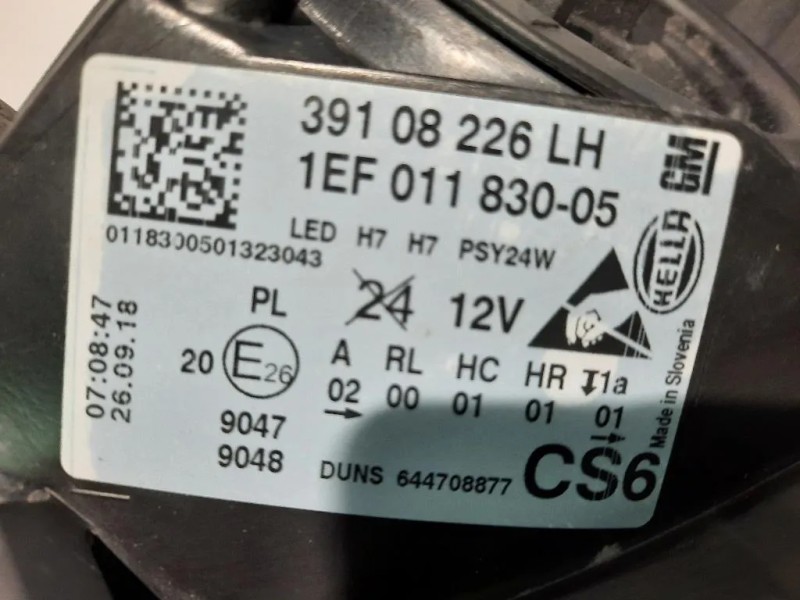 391 08 226 LH
1EF 011 830-05
GM
HELLA
0118300501323043
LED H7 H7 PSY24W
PL 24 12V
07:08:47
26.09.18
20 E26
A RL HC HR 1a
02 00 01 01 01
9047
9048
DUNS 644708877
CS6
Made in Slovenia